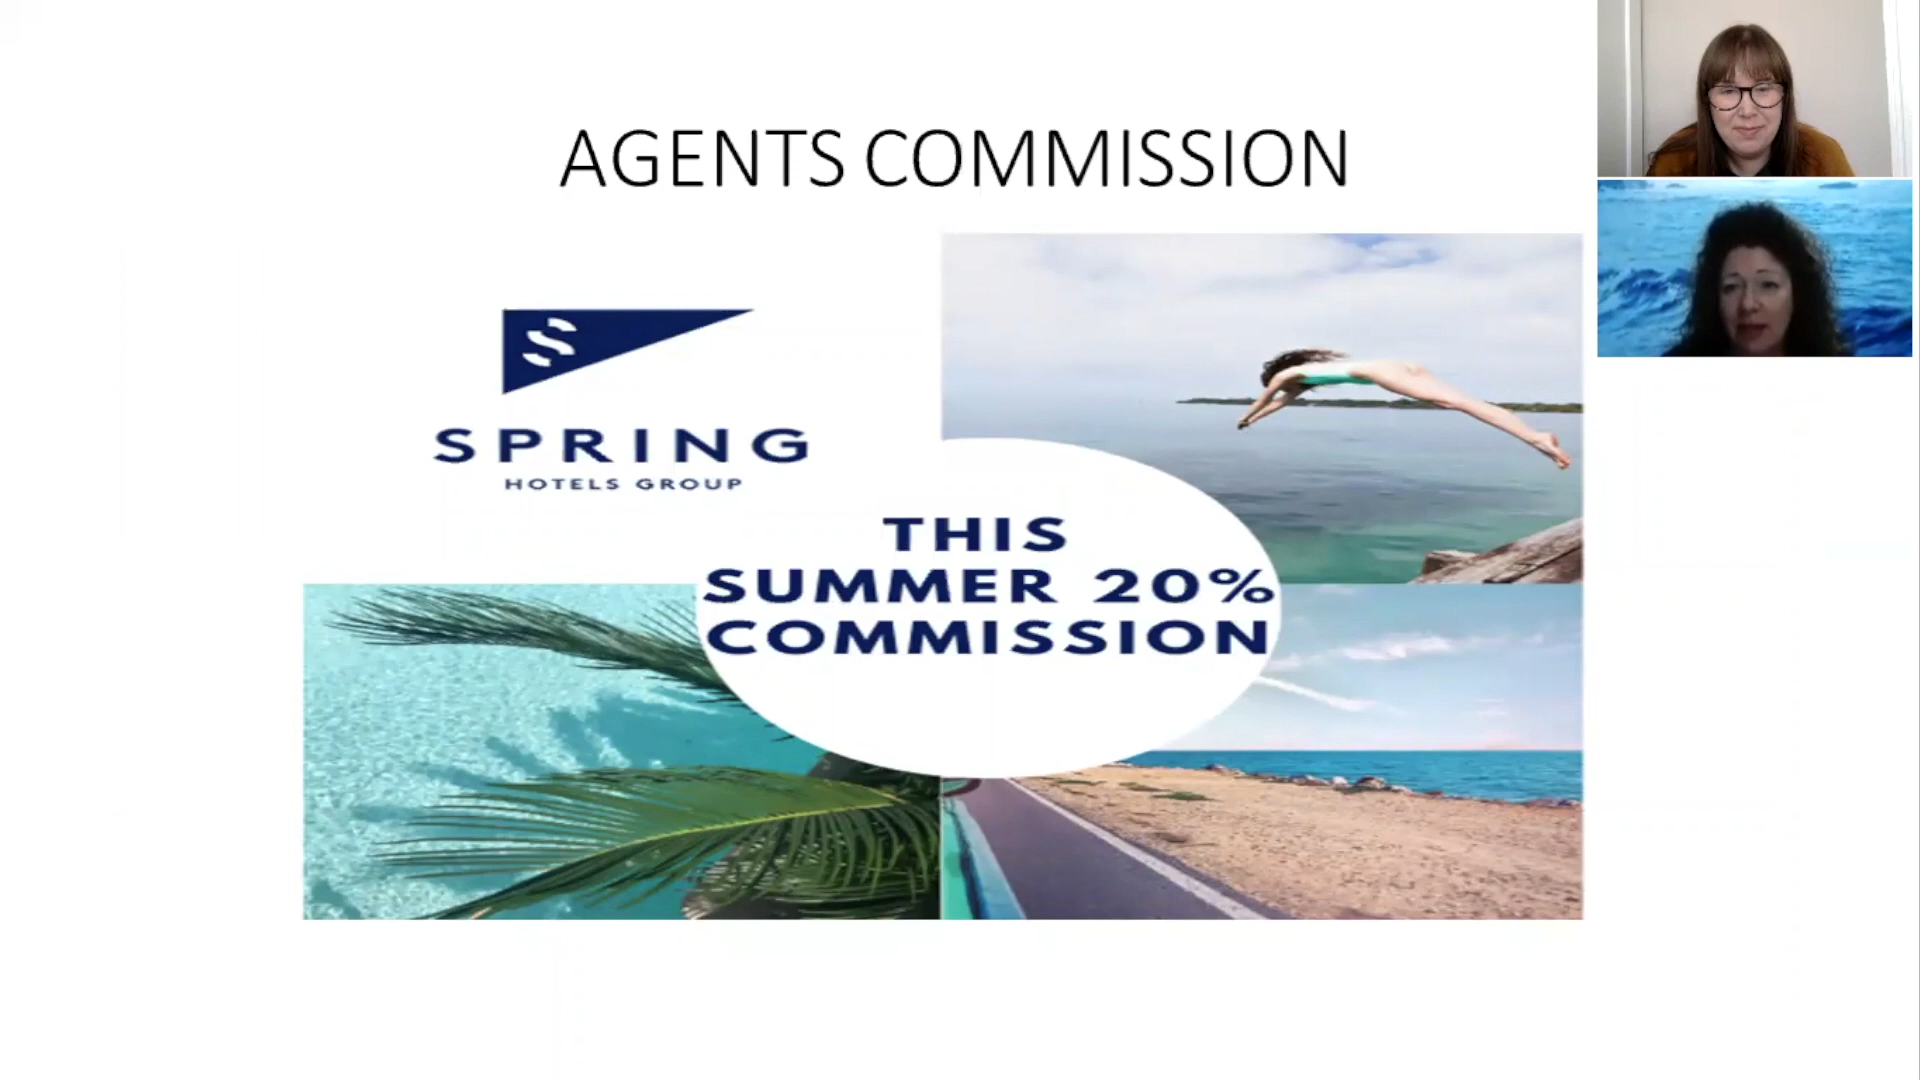 AGENTS COMMISSION
S
SPRING
HOTELS GROUP
THIS
SUMMER 20%
COMMISSION